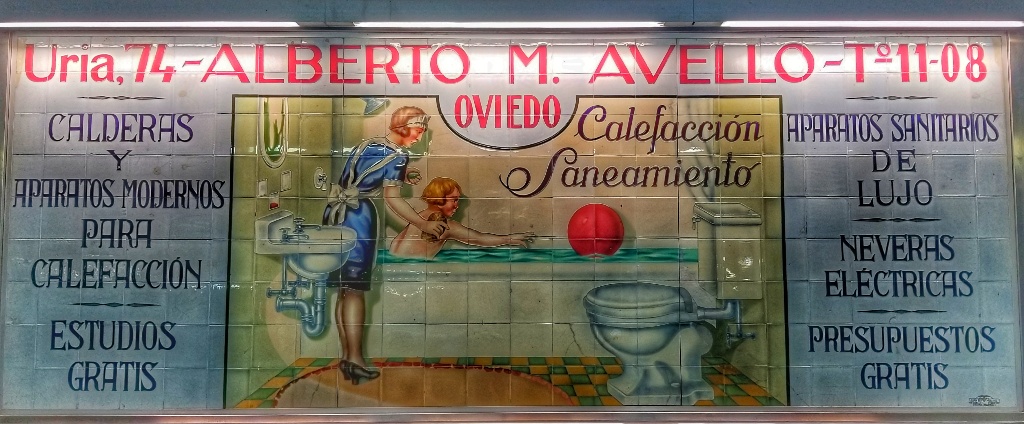 Uría, 74 - ALBERTO M. AVELLO - Tº 11-08
OVIEDO
CALDERAS
Y
APARATOS MODERNOS
PARA
CALEFACCIÓN
ESTUDIOS
GRATIS
Calefacción
Saneamiento
APARATOS SANITARIOS
DE
LUJO
NEVERAS
ELÉCTRICAS
PRESUPUESTOS
GRATIS